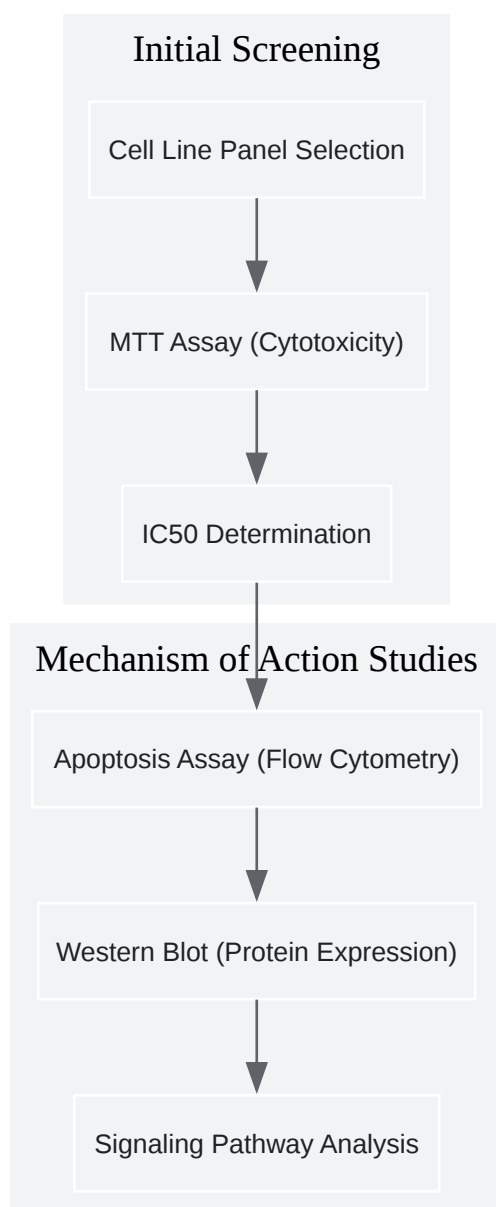 Initial Screening
Cell Line Panel Selection
MTT Assay (Cytotoxicity)
IC50 Determination
Mechanism of Action Studies
Apoptosis Assay (Flow Cytometry)
Western Blot (Protein Expression)
Signaling Pathway Analysis